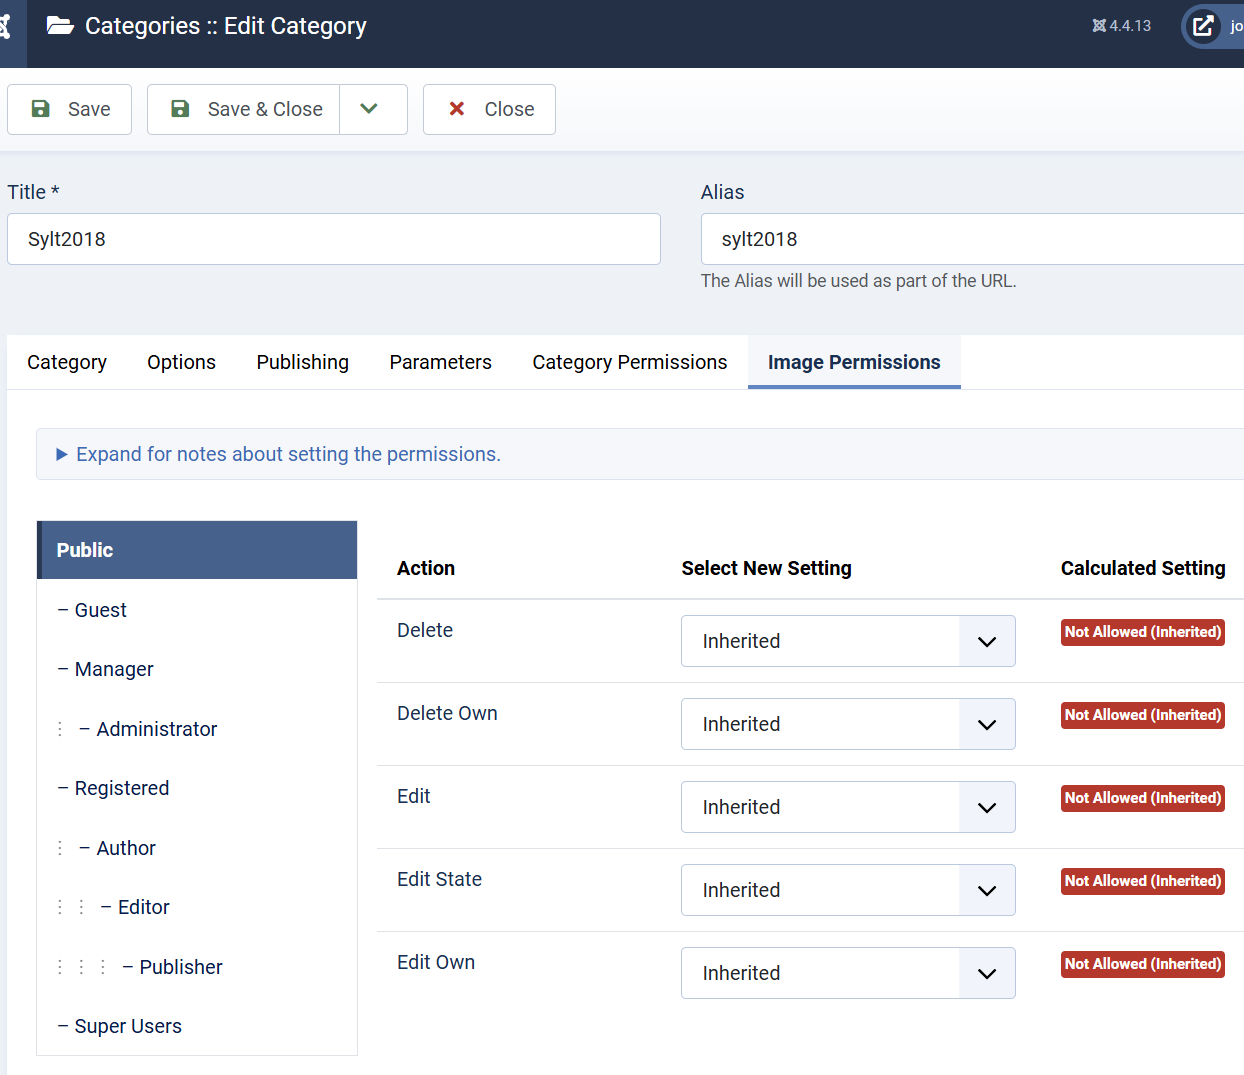 Categories :: Edit Category
4.4.13
jo
Save
Save & Close
Close
Title *
Alias
Sylt2018
sylt2018
The Alias will be used as part of the URL.
Category
Options
Publishing
Parameters
Category Permissions
Image Permissions
Expand for notes about setting the permissions.
Public
– Guest
– Manager
– Administrator
– Registered
– Author
– Editor
– Publisher
– Super Users
Action
Select New Setting
Calculated Setting
Delete
Inherited
Not Allowed (Inherited)
Delete Own
Inherited
Not Allowed (Inherited)
Edit
Inherited
Not Allowed (Inherited)
Edit State
Inherited
Not Allowed (Inherited)
Edit Own
Inherited
Not Allowed (Inherited)